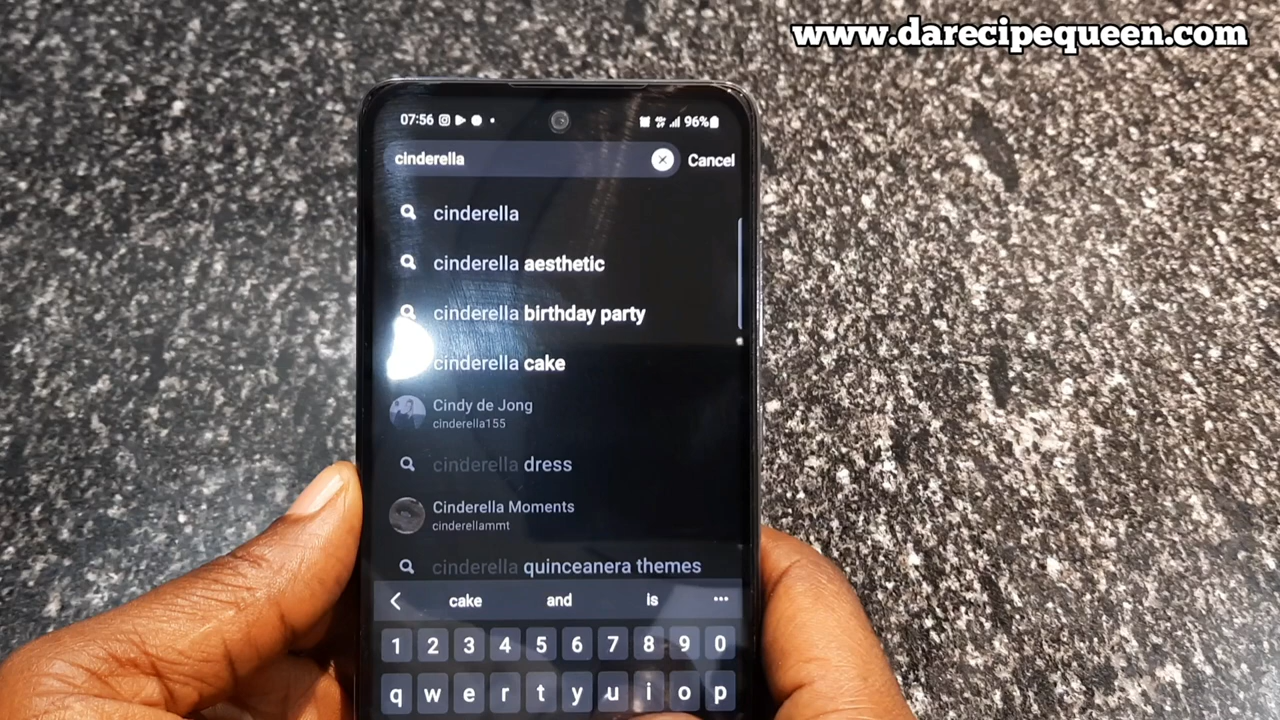 www.darecipequeen.com
07:56 96%
cinderella Cancel
cinderella
cinderella aesthetic
cinderella birthday party
cinderella cake
Cindy de Jong
cinderella155
cinderella dress
Cinderella Moments
cinderellammt
cinderella quinceanera themes
cake and is ...
1 2 3 4 5 6 7 8 9 0
q w e r t y u i o p